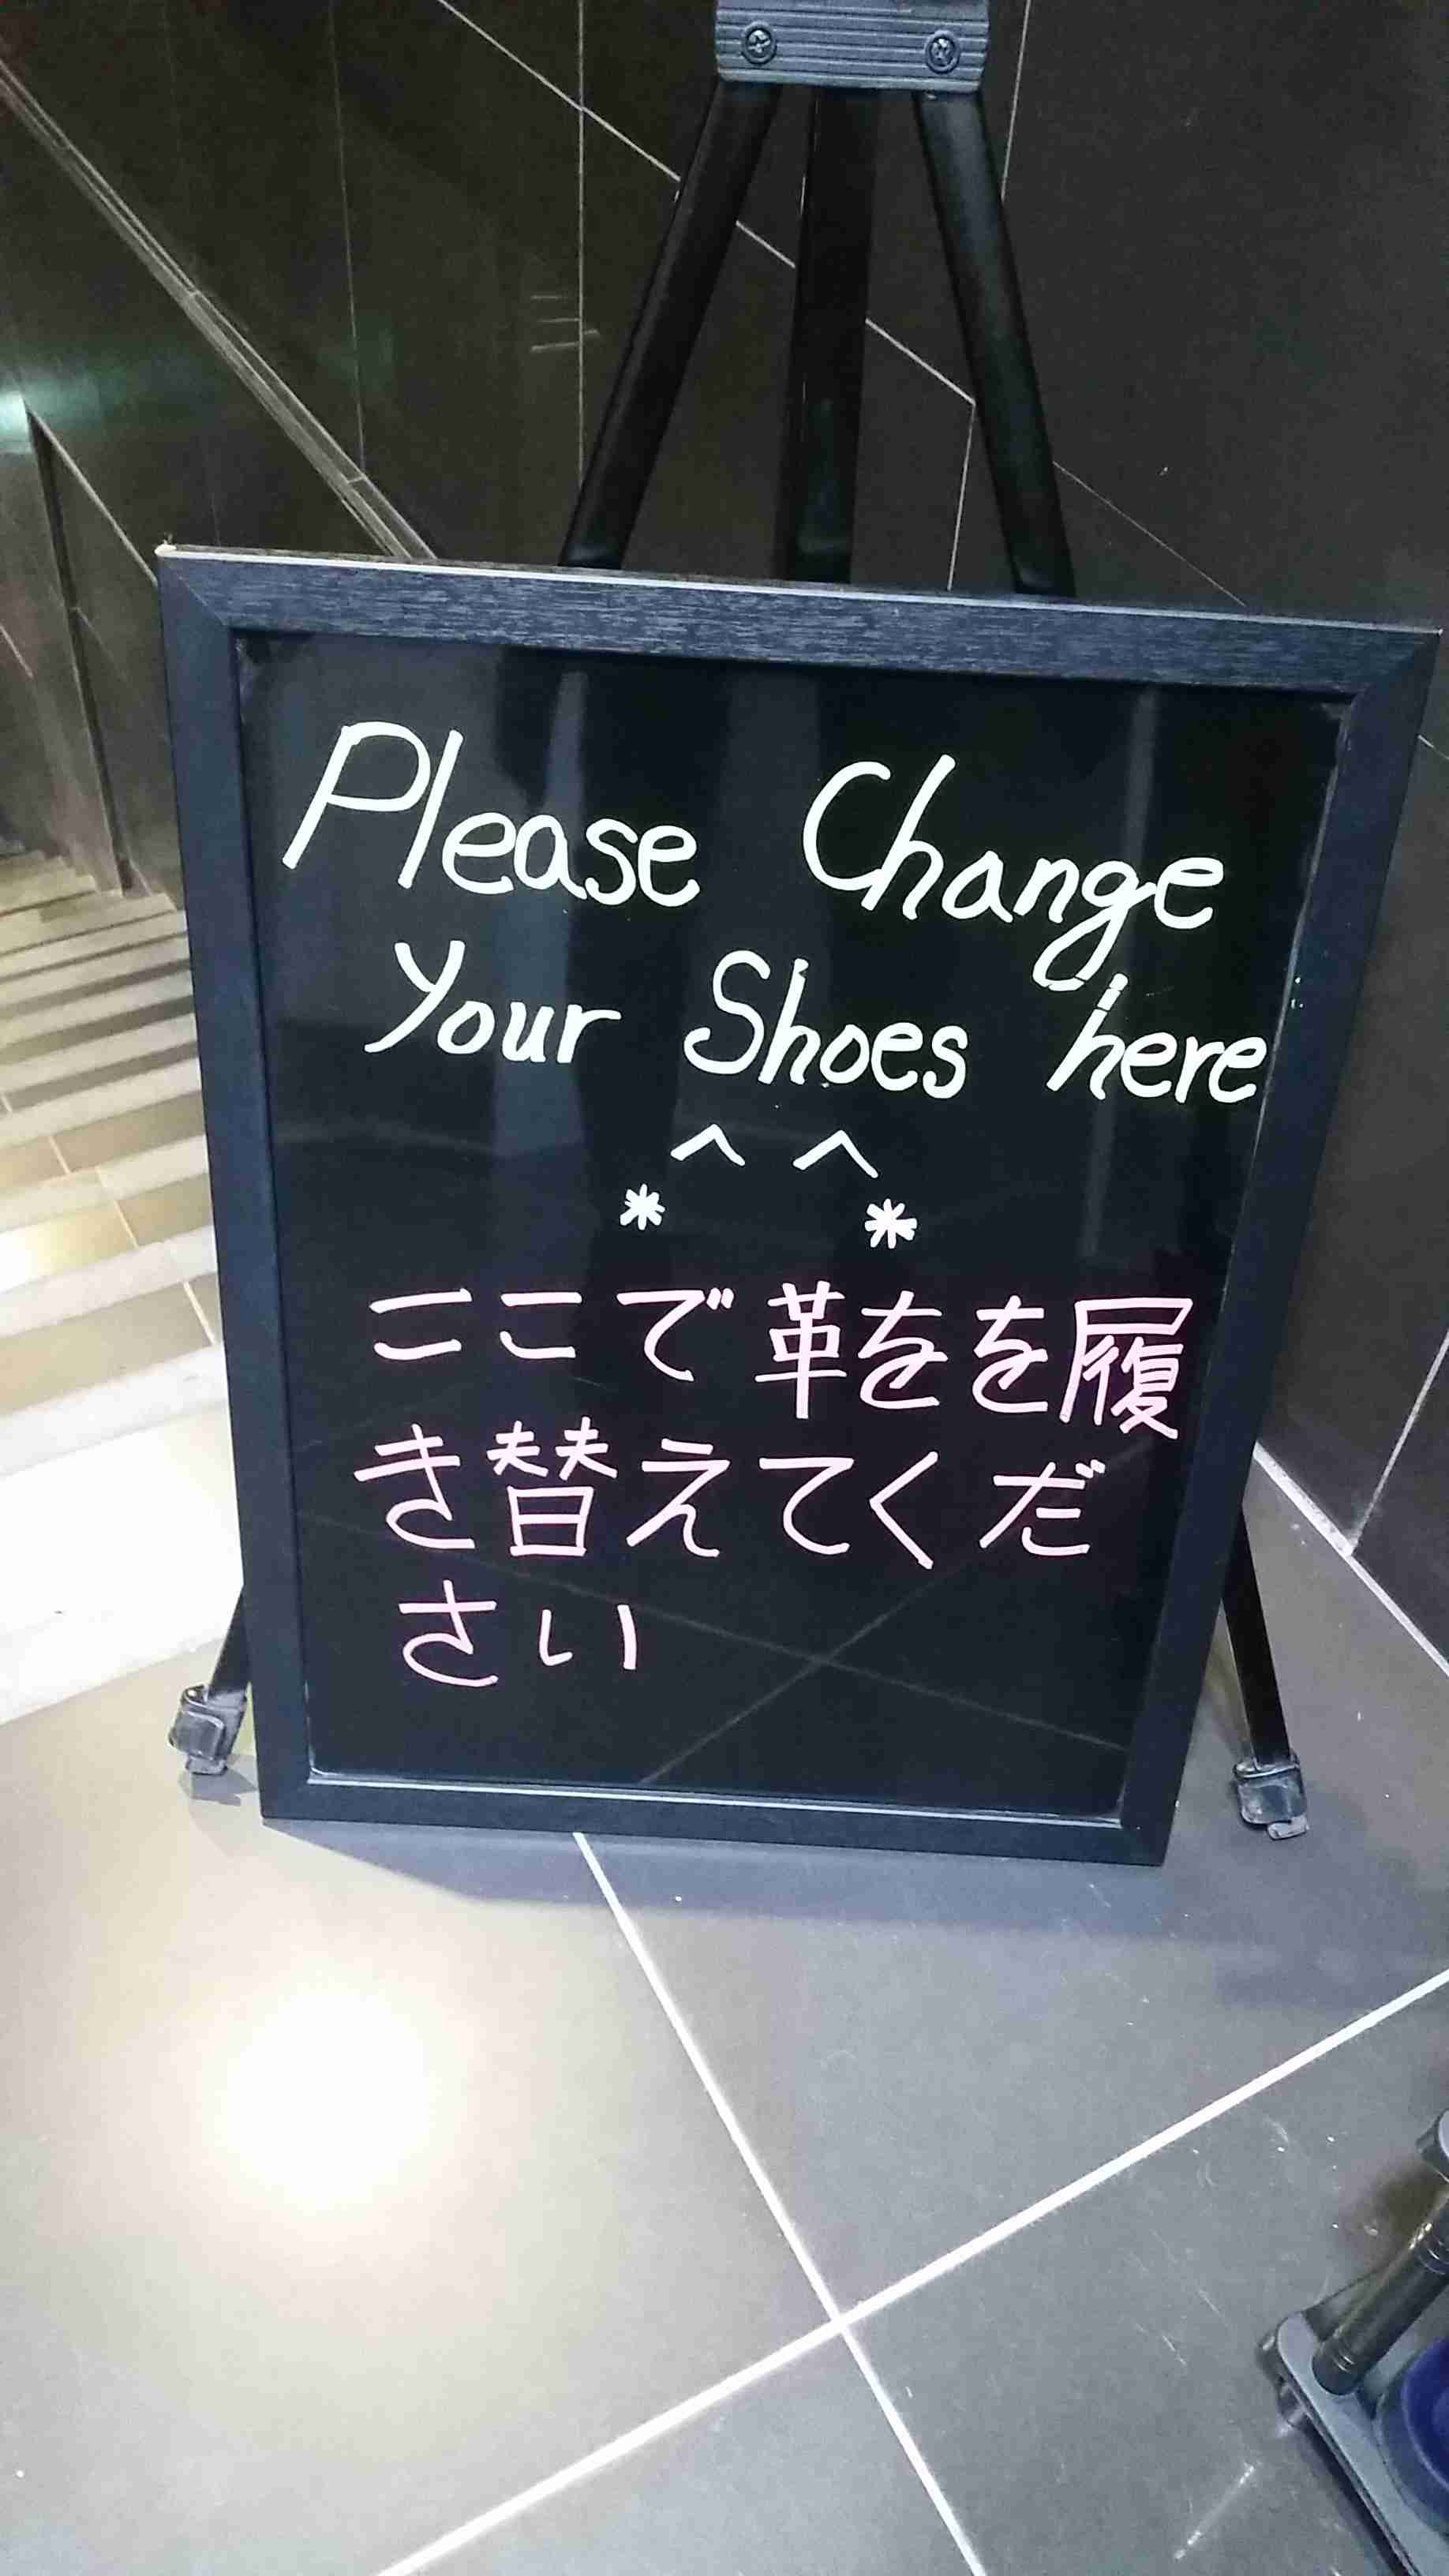 Please Change
Your Shoes here
^ ^
* *
ここで革をを履
き替えてくだ
さい